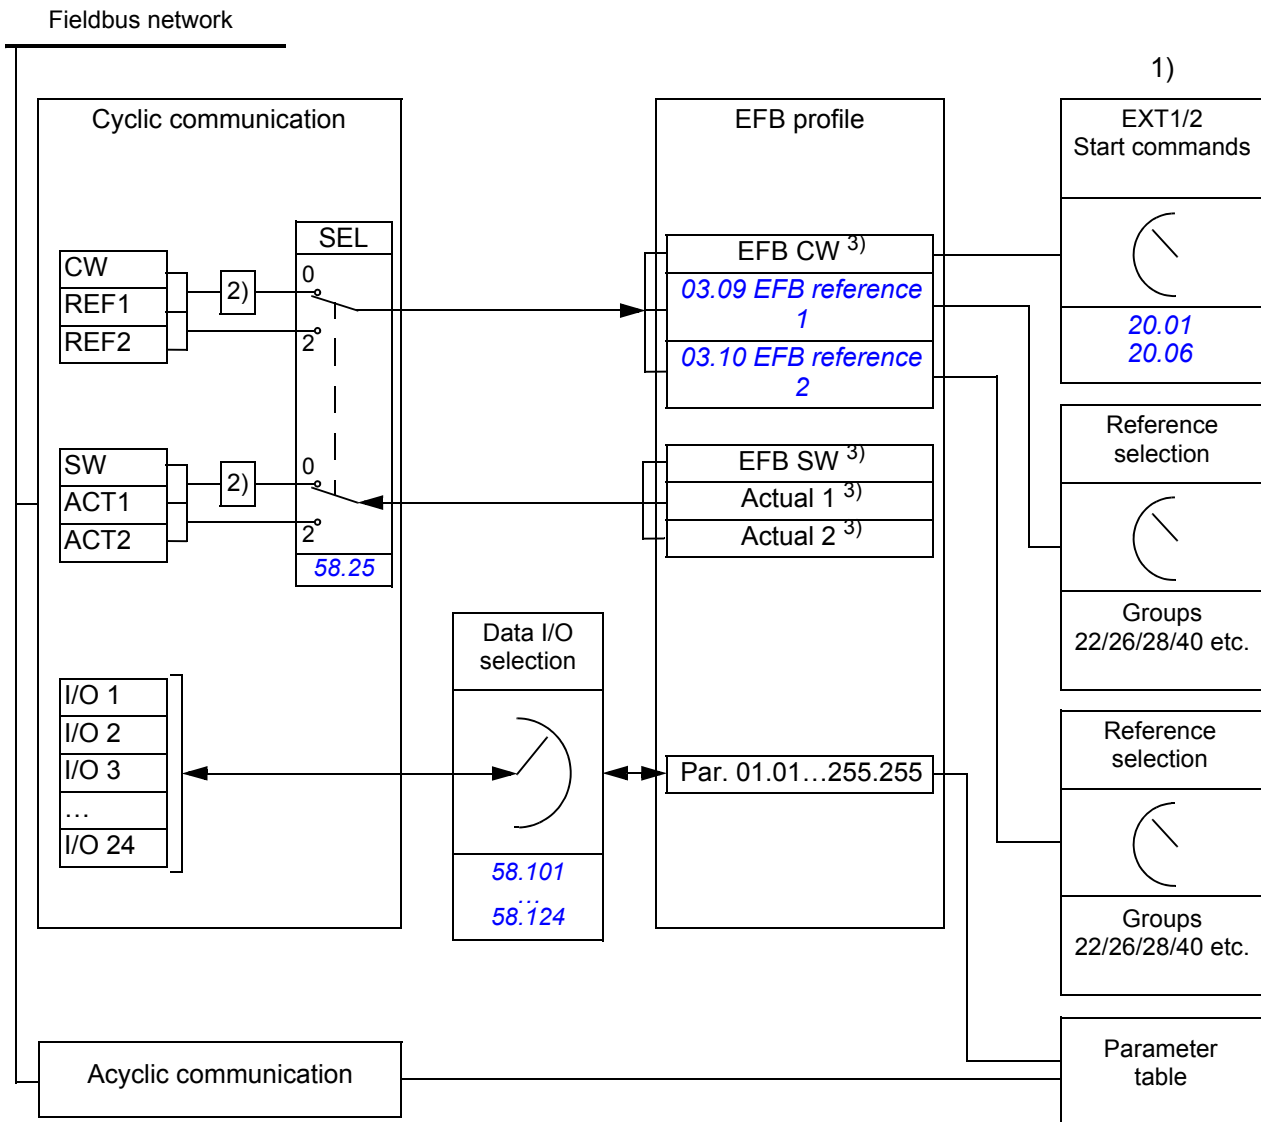 Fieldbus network
1)
Cyclic communication
EFB profile
EXT1/2
Start commands
SEL
CW
REF1
REF2
2)
0
2
EFB CW 3)
03.09 EFB reference
1
03.10 EFB reference
2
20.01
20.06
SW
ACT1
ACT2
2)
0
2
58.25
EFB SW 3)
Actual 1 3)
Actual 2 3)
Reference
selection
Groups
22/26/28/40 etc.
I/O 1
I/O 2
I/O 3
…
I/O 24
Data I/O
selection
58.101
…
58.124
Par. 01.01…255.255
Reference
selection
Groups
22/26/28/40 etc.
Acyclic communication
Parameter
table